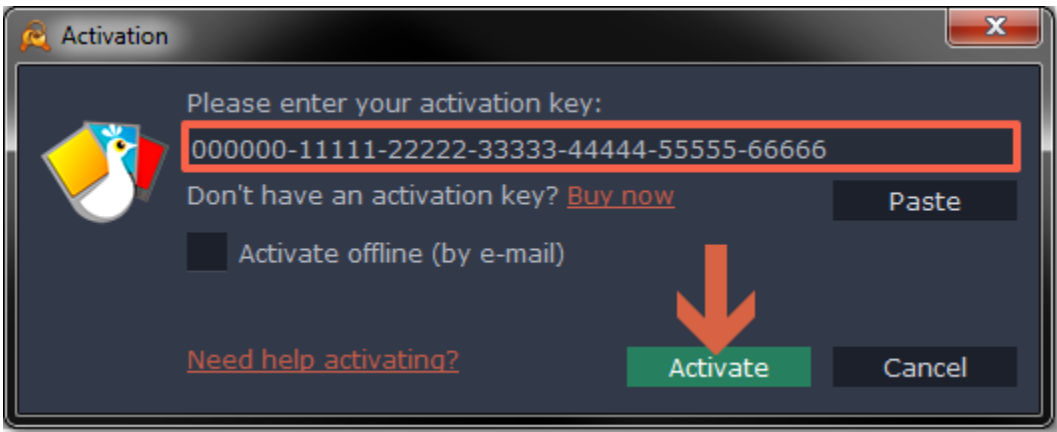 Activation
X
Please enter your activation key:
000000-11111-22222-33333-44444-55555-66666
Don't have an activation key? Buy now
Paste
Activate offline (by e-mail)
Need help activating?
Activate
Cancel